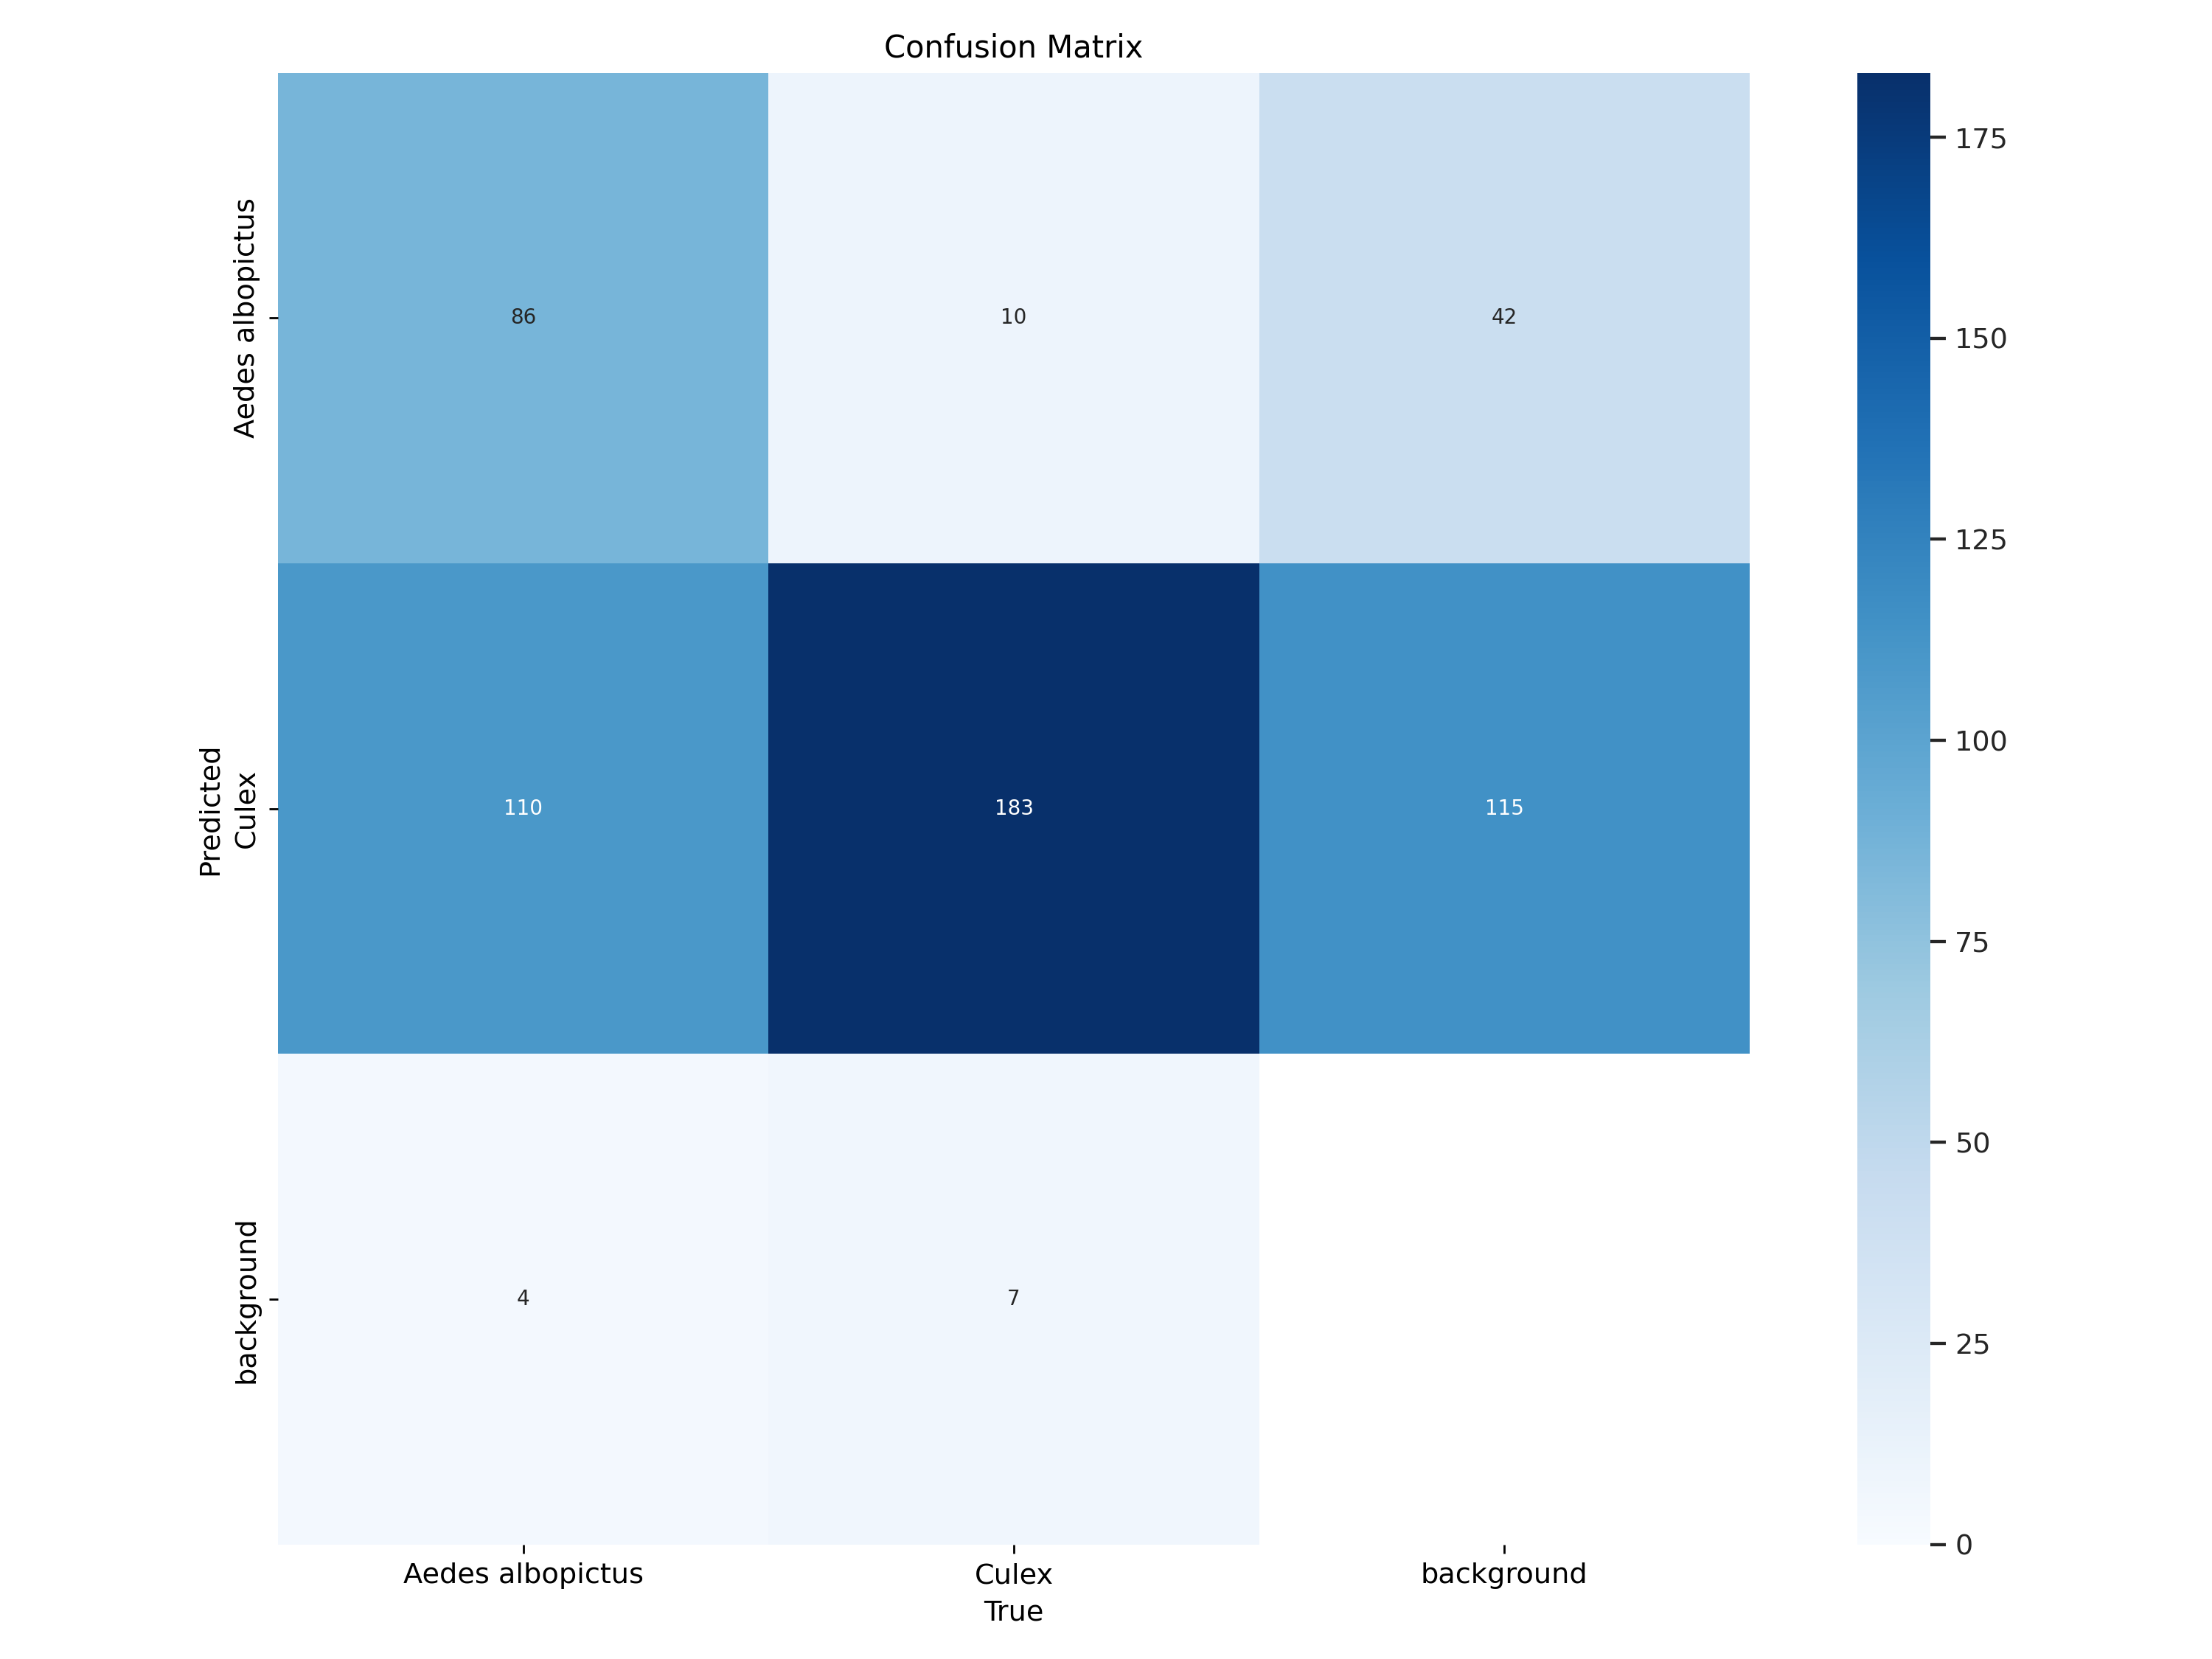 Confusion Matrix
Aedes albopictus
86
10
42
175
150
125
100
75
50
25
0
Predicted
Culex
110
183
115
background
4
7
Aedes albopictus
Culex
background
True